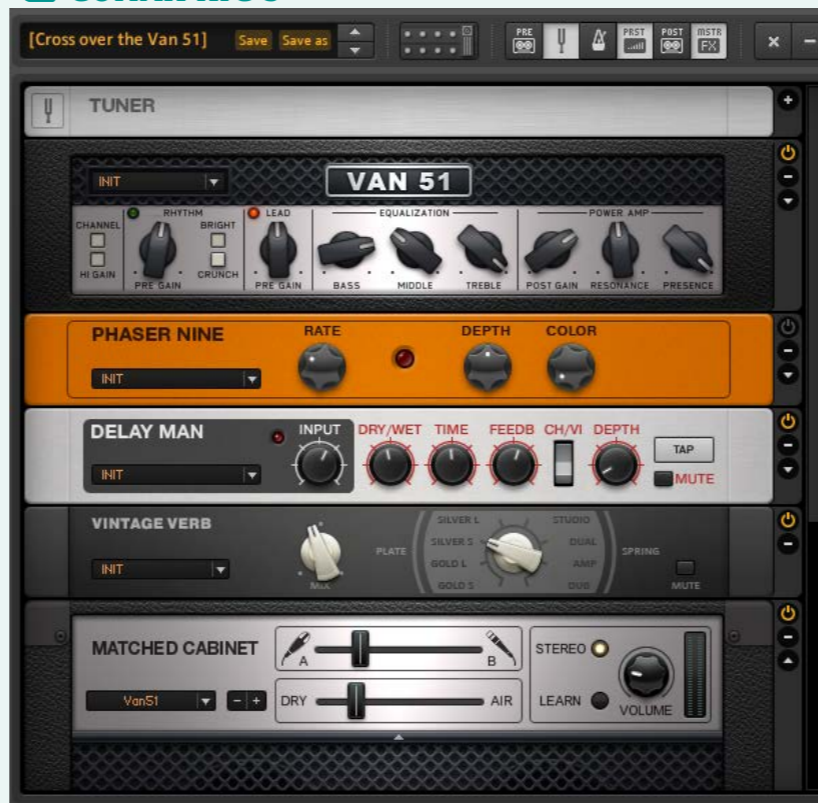 [Cross over the Van 51] Save Save as PRE PRST POST MSTR FX
TUNER
INIT VAN 51
RHYTHM LEAD EQUALIZATION POWER AMP
CHANNEL BRIGHT
HI GAIN CRUNCH
PRE GAIN PRE GAIN BASS MIDDLE TREBLE POST GAIN RESONANCE PRESENCE
PHASER NINE RATE DEPTH COLOR
INIT
DELAY MAN INPUT DRY/WET TIME FEEDB CH/VI DEPTH
TAP
INIT MUTE
VINTAGE VERB SILVER L STUDIO
PLATE SILVER S DUAL SPRING
INIT GOLD L AMP
MIX GOLD S DUO MUTE
MATCHED CABINET A B STEREO
Van51 - + DRY AIR LEARN VOLUME